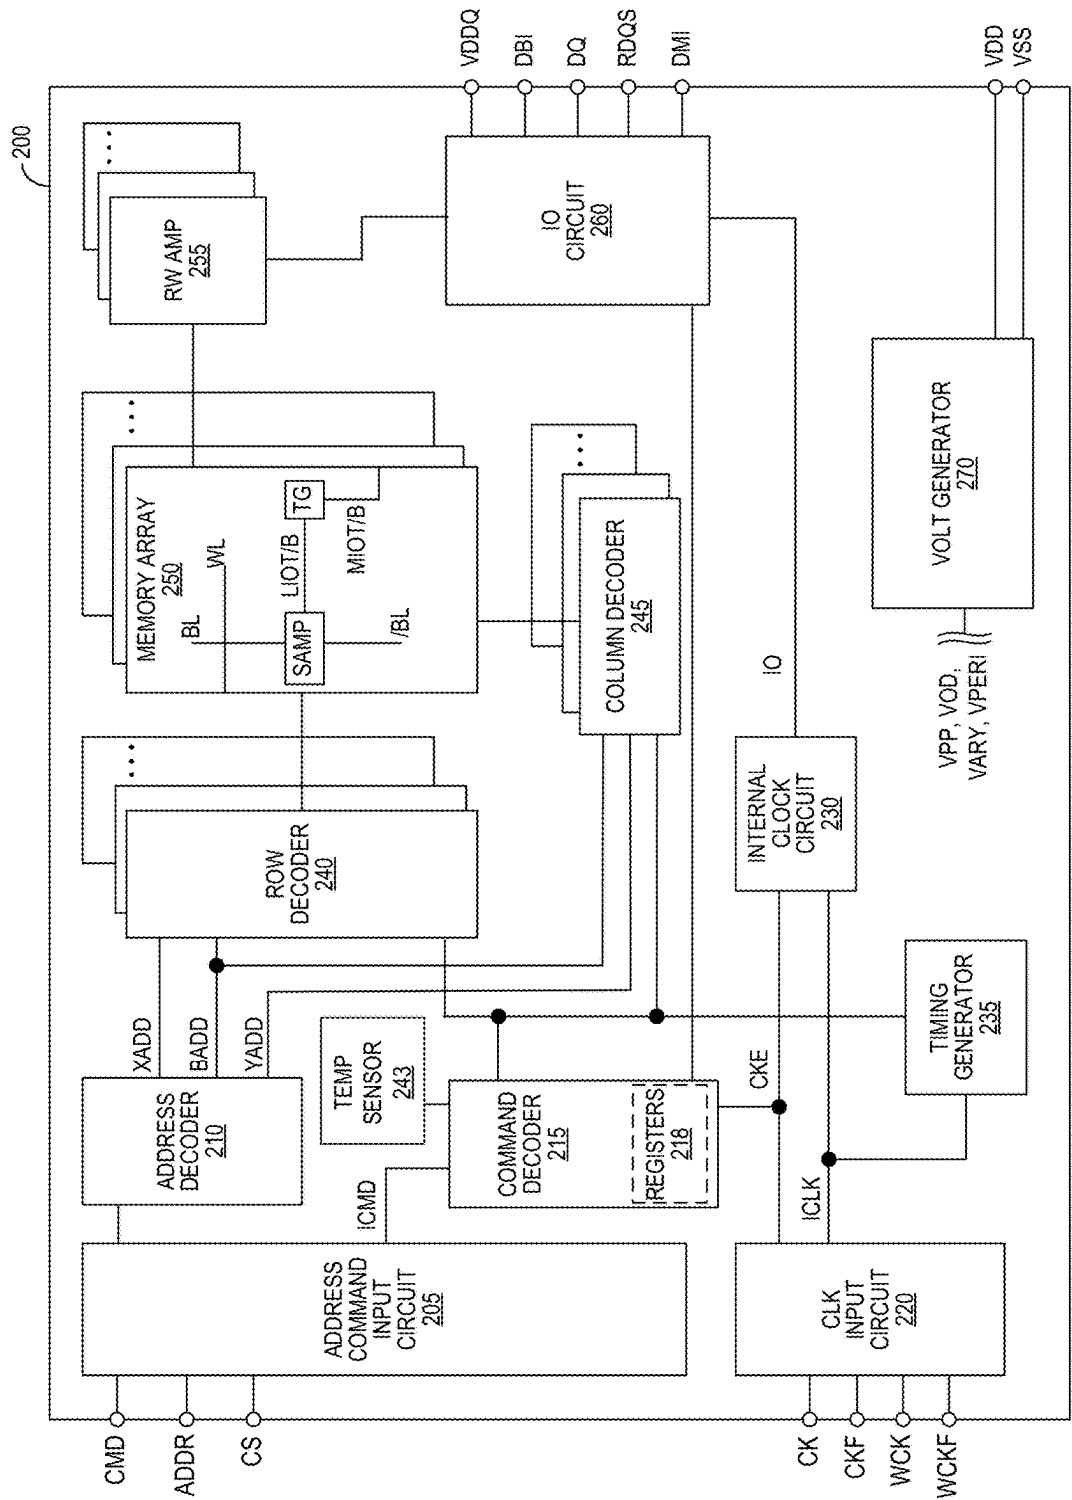 200
CMD
ADDR
CS
CK
CKF
WCK
WCKF
ADDRESS
COMMAND
INPUT
CIRCUIT
205
CLK
INPUT
CIRCUIT
220
ADDRESS
DECODER
210
ICMD
COMMAND
DECODER
215
REGISTERS
218
ICLK
CKE
TEMP
SENSOR
243
XADD
BADD
YADD
TIMING
GENERATOR
235
ROW
DECODER
240
INTERNAL
CLOCK
CIRCUIT
230
IO
MEMORY ARRAY
250
BL
WL
SAMP
LIOT/B
TG
MIOT/B
/BL
COLUMN DECODER
245
VPP, VOD,
VARY, VPERI
VOLT GENERATOR
270
RW AMP
255
IO
CIRCUIT
260
VDDQ
DBI
DQ
RDQS
DMI
VDD
VSS